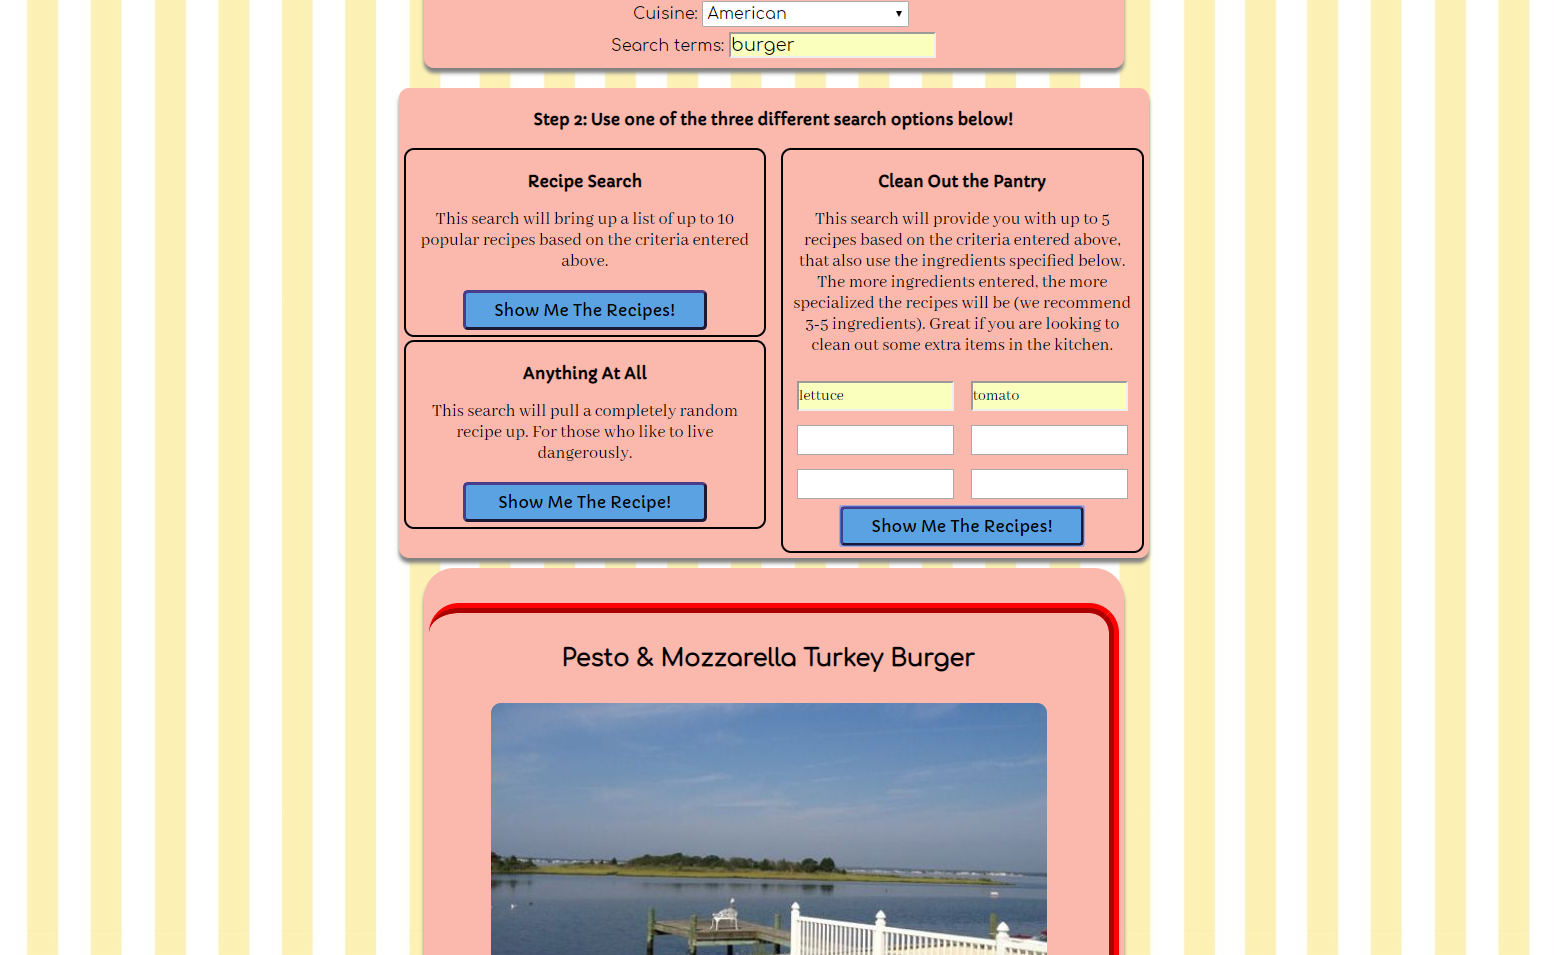 Cuisine: American
Search terms: burger
Step 2: Use one of the three different search options below!
Recipe Search
This search will bring up a list of up to 10
popular recipes based on the criteria entered
above.
Show Me The Recipes!
Anything At All
This search will pull a completely random
recipe up. For those who like to live
dangerously.
Show Me The Recipe!
Clean Out the Pantry
This search will provide you with up to 5
recipes based on the criteria entered above,
that also use the ingredients specified below.
The more ingredients entered, the more
specialized the recipes will be (we recommend
3-5 ingredients). Great if you are looking to
clean out some extra items in the kitchen.
lettuce tomato
Show Me The Recipes!
Pesto & Mozzarella Turkey Burger